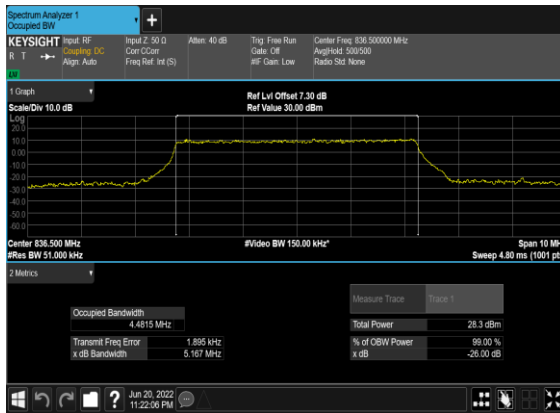 Spectrum Analyzer 1
Occupied BW
KEYSIGHT
R T
LXI
Input: RF
Coupling: DC
Align: Auto
Input Z: 50 Ω
Corr CCorr
Freq Ref: Int (S)
Atten: 40 dB
Trig: Free Run
Gate: Off
#IF Gain: Low
Center Freq: 836.500000 MHz
Avg|Hold: 500/500
Radio Std: None
1 Graph
Scale/Div 10.0 dB
Ref Lvl Offset 7.30 dB
Ref Value 30.00 dBm
Log
20.0
10.0
0.00
-10.0
-20.0
-30.0
-40.0
-50.0
-60.0
Center 836.500 MHz
#Res BW 51.000 kHz
#Video BW 150.00 kHz*
Span 10 MH
Sweep 4.80 ms (1001 pt
2 Metrics
Measure Trace
Trace 1
Occupied Bandwidth
4.4815 MHz
Total Power
28.3 dBm
Transmit Freq Error
1.895 kHz
% of OBW Power
99.00 %
x dB Bandwidth
5.167 MHz
x dB
-26.00 dB
Jun 20, 2022
11:22:06 PM